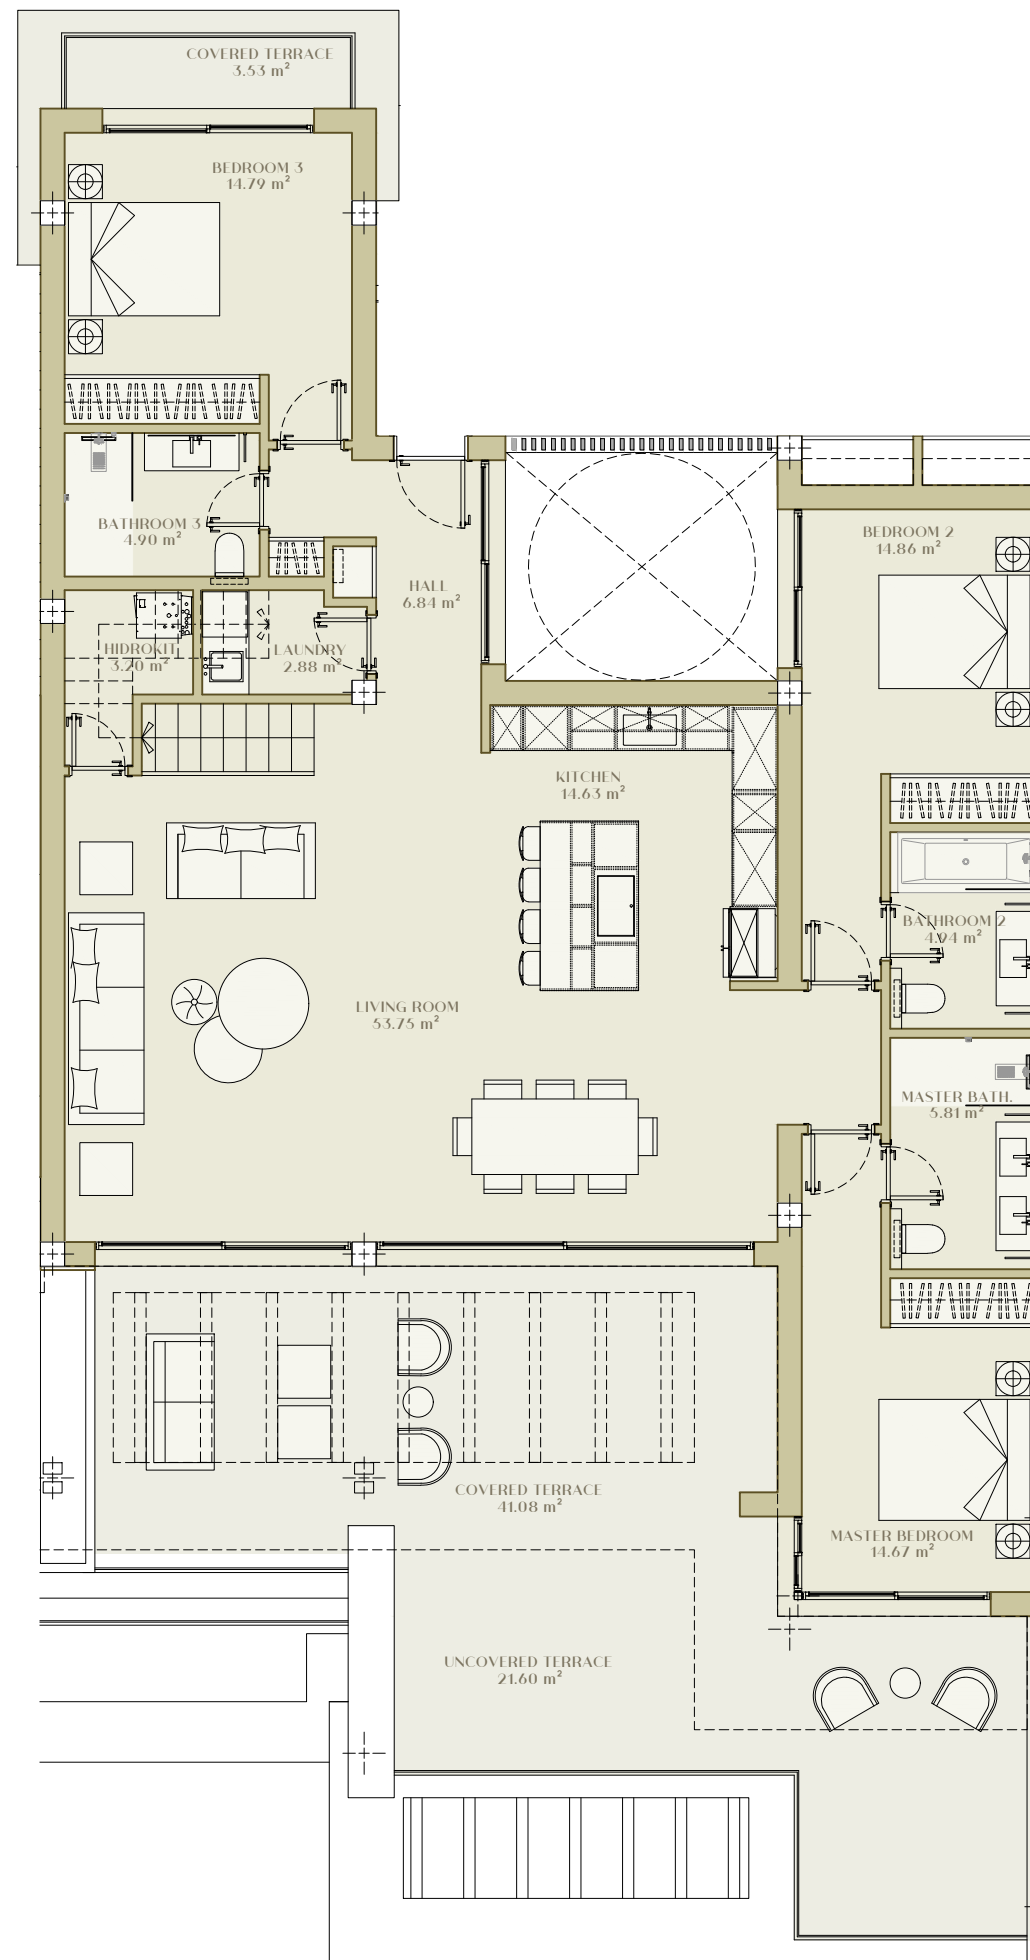 COVERED TERRACE
3.53 m²
BEDROOM 3
14.79 m²
BATHROOM 3
4.90 m²
HALL
6.84 m²
BEDROOM 2
14.86 m²
HIDROKIT
3.20 m²
LAUNDRY
2.88 m²
KITCHEN
14.63 m²
BATHROOM 2
4.94 m²
LIVING ROOM
53.75 m²
MASTER BATH.
5.81 m²
COVERED TERRACE
41.08 m²
MASTER BEDROOM
14.67 m²
UNCOVERED TERRACE
21.60 m²